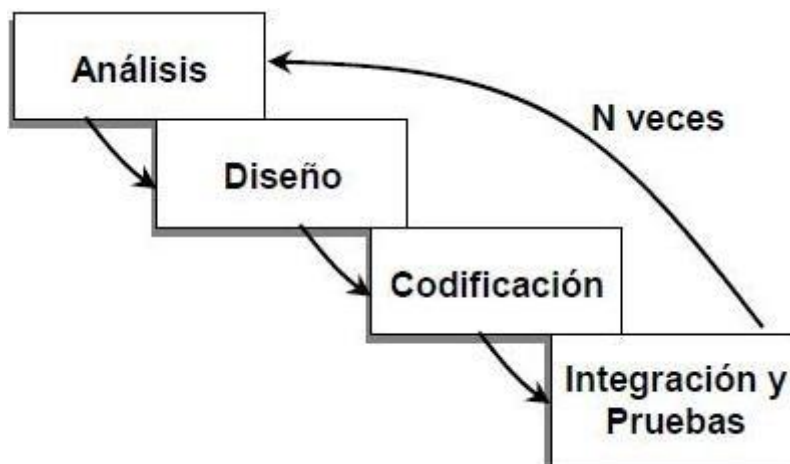 Análisis
N veces
Diseño
Codificación
Integración y
Pruebas